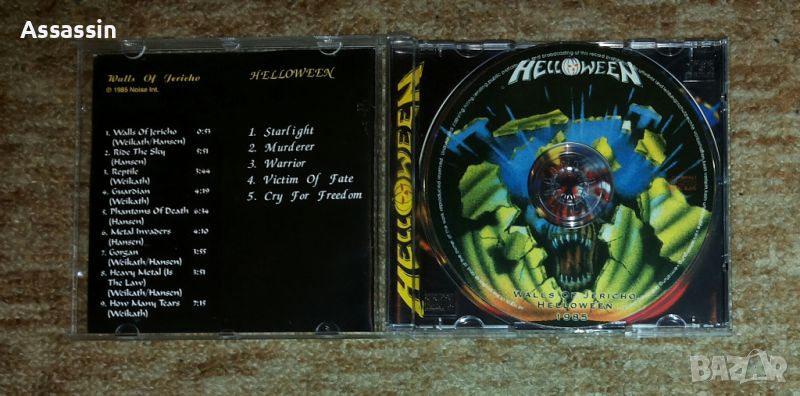 Assassin
Walls Of Jericho
℗ 1985 Noise Int.
1. Walls Of Jericho 0:53
(Weikath/Hansen)
2. Ride The Sky 5:51
(Hansen)
3. Reptile 3:44
(Weikath)
4. Guardian 4:19
(Weikath)
5. Phantoms Of Death 6:34
(Hansen)
6. Metal Invaders 4:10
(Hansen)
7. Gorgar 3:55
(Weikath/Hansen)
8. Heavy Metal (Is 3:51
The Law)
(Weikath/Hansen)
9. How Many Tears 7:15
(Weikath)
HELLOWEEN
1. Starlight
2. Murderer
3. Warrior
4. Victim Of Fate
5. Cry For Freedom
HELLOWEEN
HELLOWEEN
WALLS OF JERICHO
HELLOWEEN
1985
BAZAR